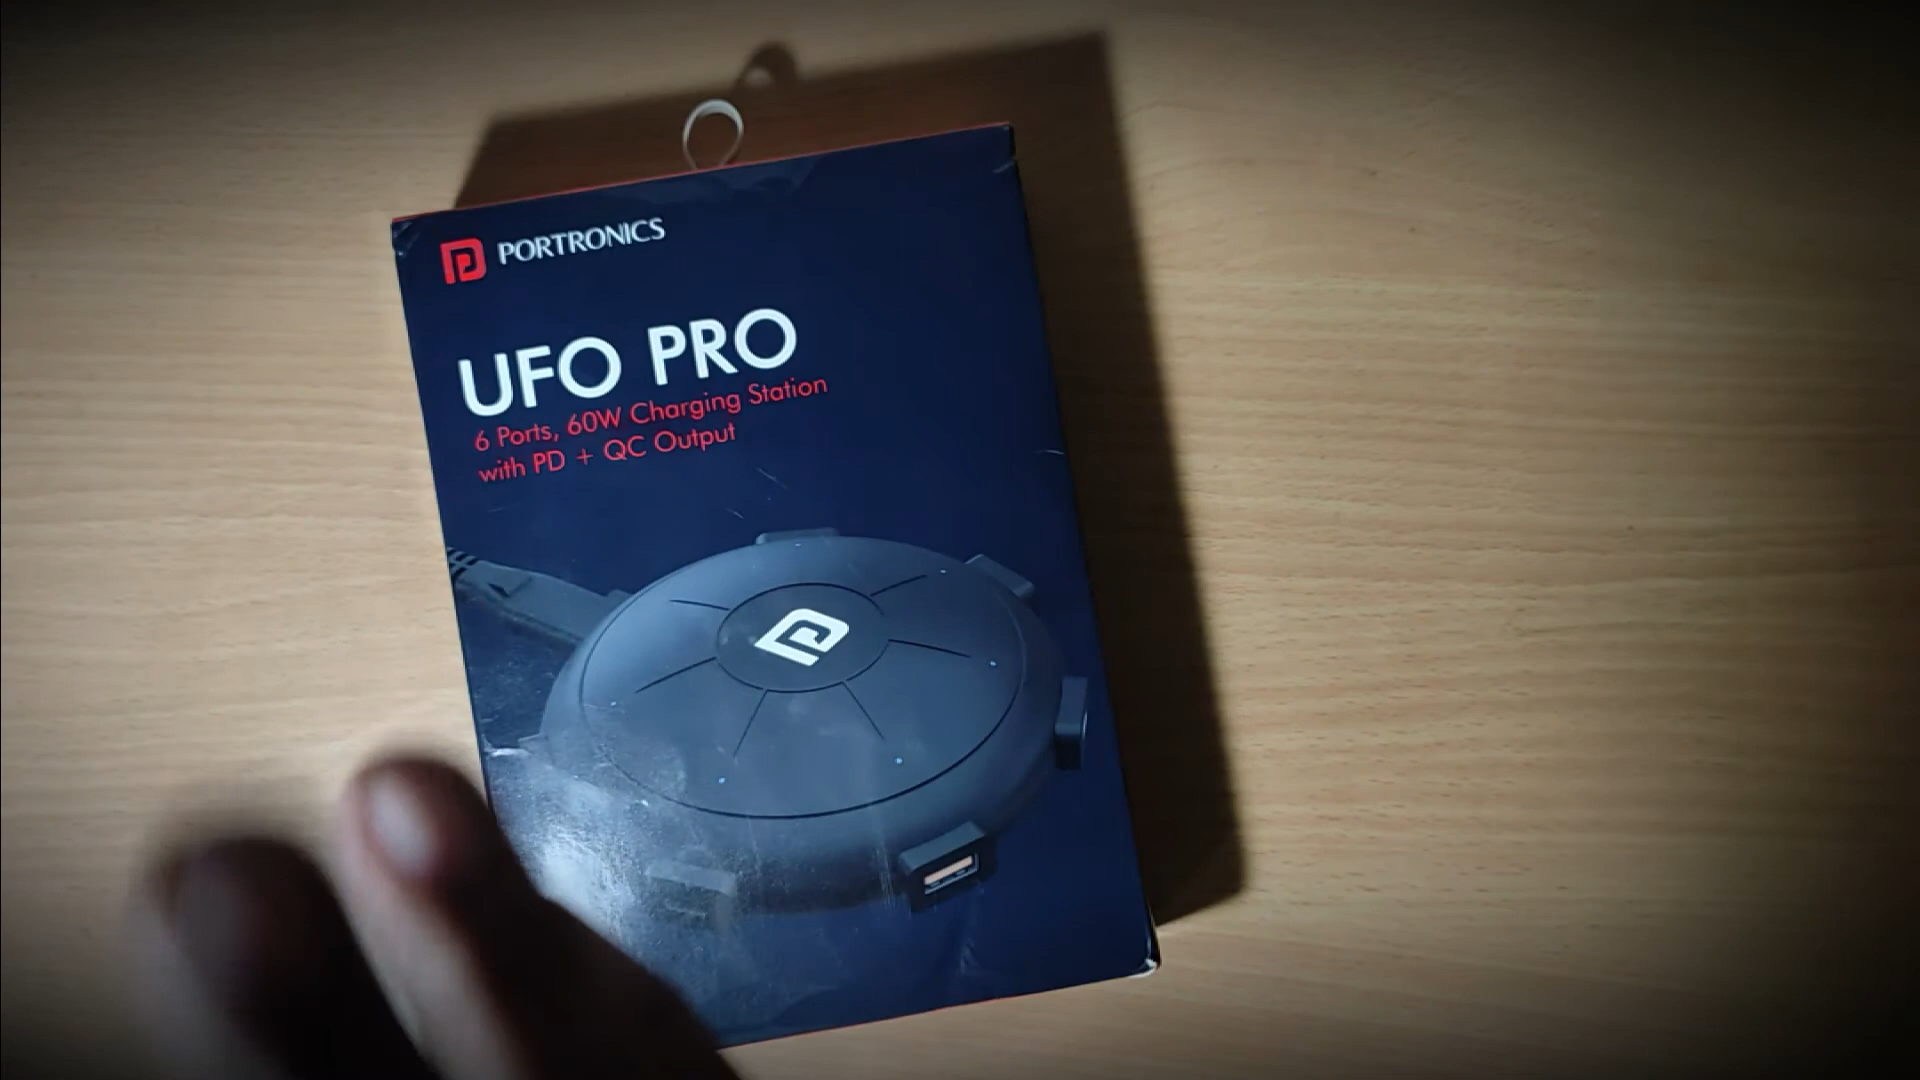 PORTRONICS
UFO PRO
6 Ports, 60W Charging Station
with PD + QC Output